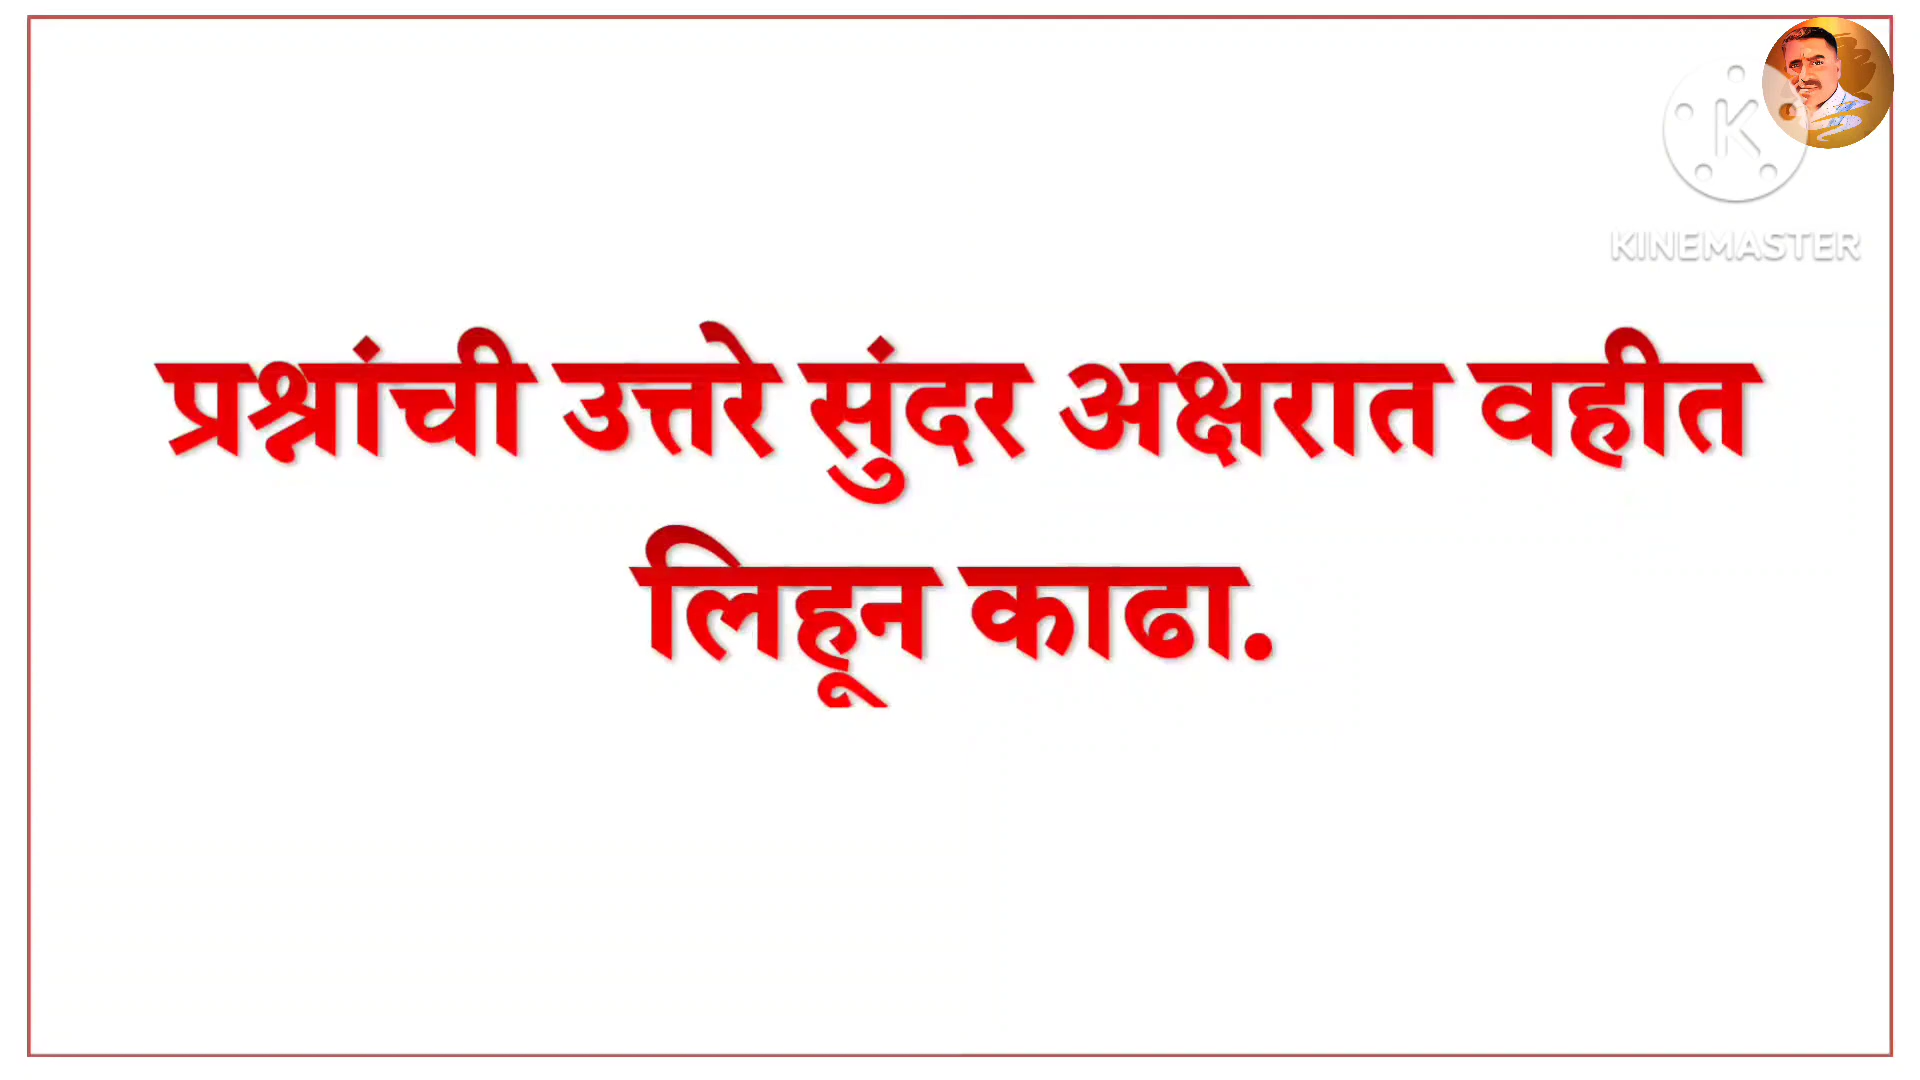 KINEMASTER
प्रश्नांची उत्तरे सुंदर अक्षरात वहीत
लिहून काढा.